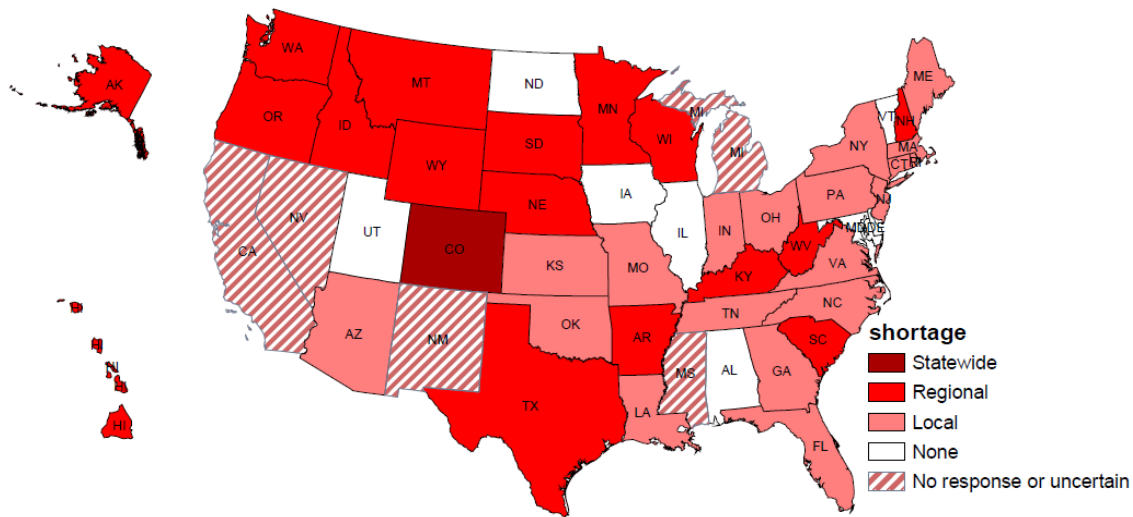 WA
ME
AK
MT
ND
VT
NH
MN
OR
ID
MI
WI
NY
MA
SD
CT
RI
WY
MI
IA
PA
NJ
NE
NV
OH
MD
DE
UT
IL
IN
CA
CO
WV
VA
KS
MO
KY
NC
TN
OK
AZ
NM
AR
SC
shortage
HI
HI
MS
AL
GA
Statewide
TX
Regional
LA
HI
Local
FL
None
No response or uncertain